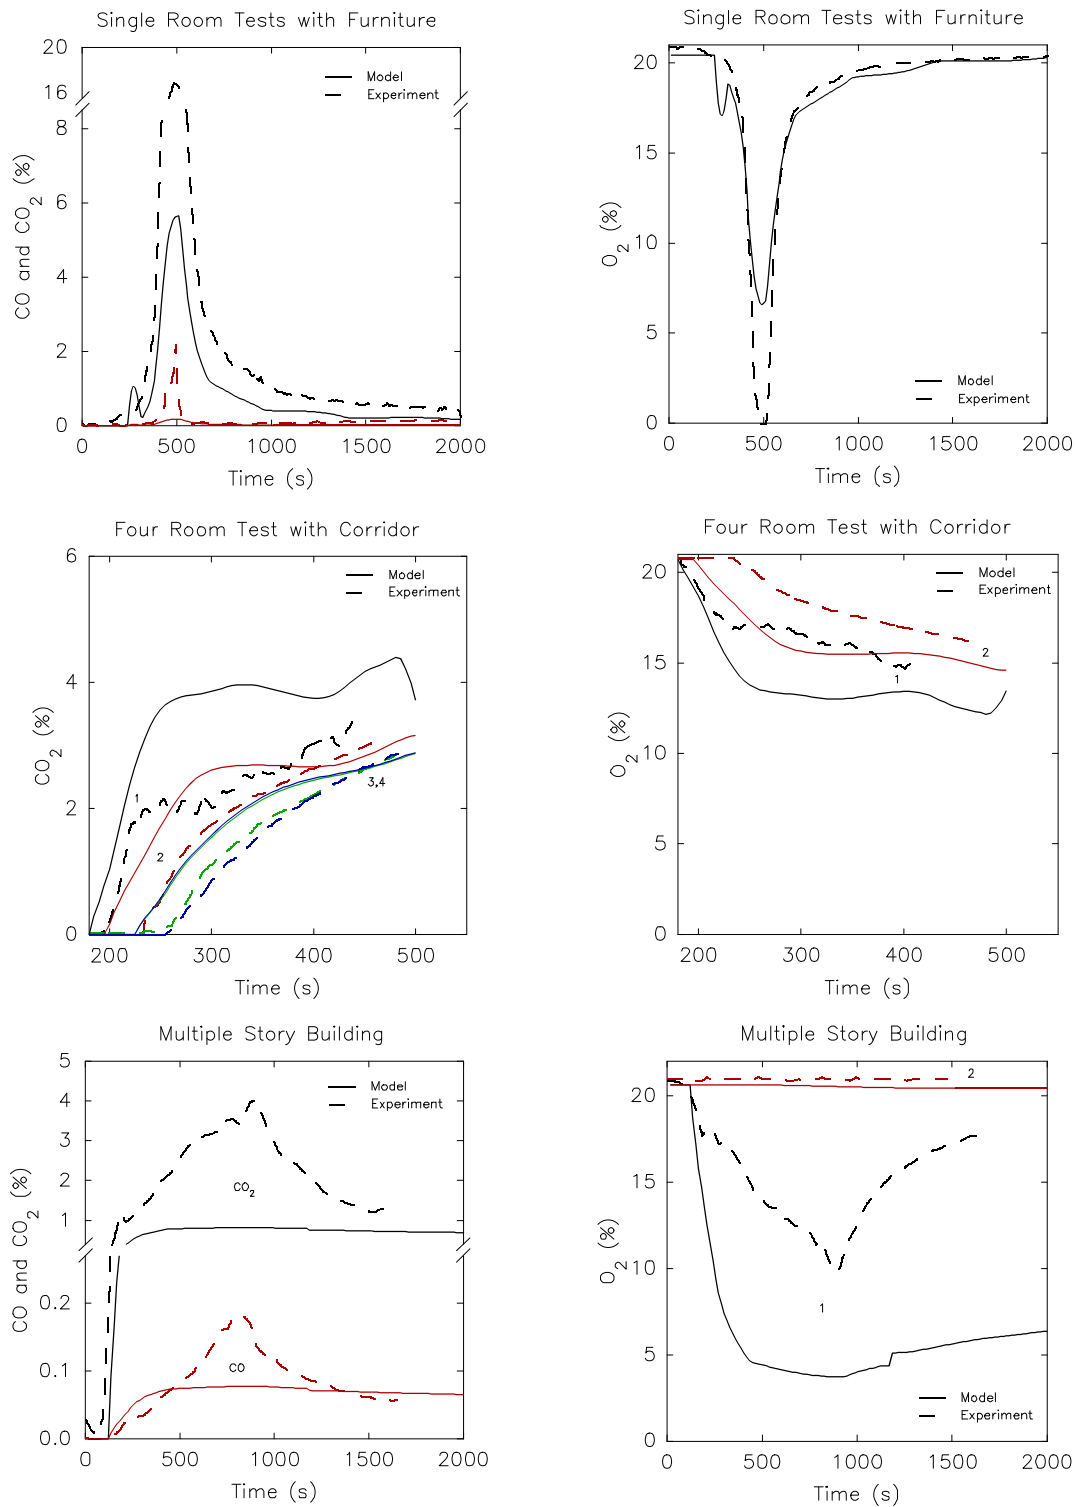 Single Room Tests with Furniture
20
16
8
6
4
2
0
CO and CO2 (%)
Model
Experiment
0 500 1000 1500 2000
Time (s)
Single Room Tests with Furniture
20
15
10
5
0
O2 (%)
Model
Experiment
0 500 1000 1500 2000
Time (s)
Four Room Test with Corridor
6
4
2
0
CO2 (%)
Model
Experiment
1
2
3,4
200 300 400 500
Time (s)
Four Room Test with Corridor
20
15
10
5
0
O2 (%)
Model
Experiment
2
1
200 300 400 500
Time (s)
Multiple Story Building
5
4
3
2
1
0.2
0.1
0.0
CO and CO2 (%)
Model
Experiment
CO2
CO
0 500 1000 1500 2000
Time (s)
Multiple Story Building
20
15
10
5
0
O2 (%)
2
1
Model
Experiment
0 500 1000 1500 2000
Time (s)